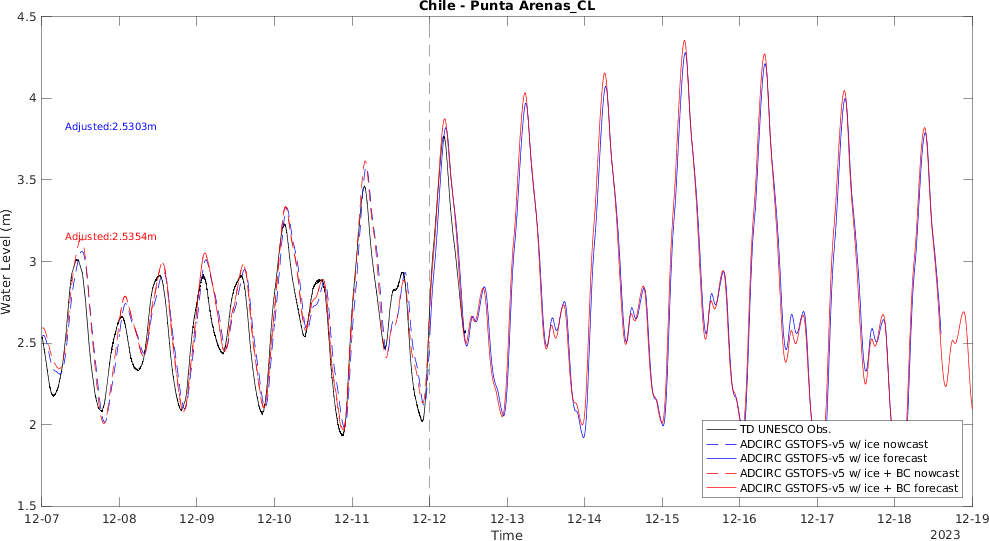 Chile - Punta Arenas_CL
Water Level (m)
4.5
4
3.5
3
2.5
2
1.5
Adjusted:2.5303m
Adjusted:2.5354m
TD UNESCO Obs.
ADCIRC GSTOFS-v5 w/ ice nowcast
ADCIRC GSTOFS-v5 w/ ice forecast
ADCIRC GSTOFS-v5 w/ ice + BC nowcast
ADCIRC GSTOFS-v5 w/ ice + BC forecast
12-07 12-08 12-09 12-10 12-11 12-12 12-13 12-14 12-15 12-16 12-17 12-18 12-19
Time
2023